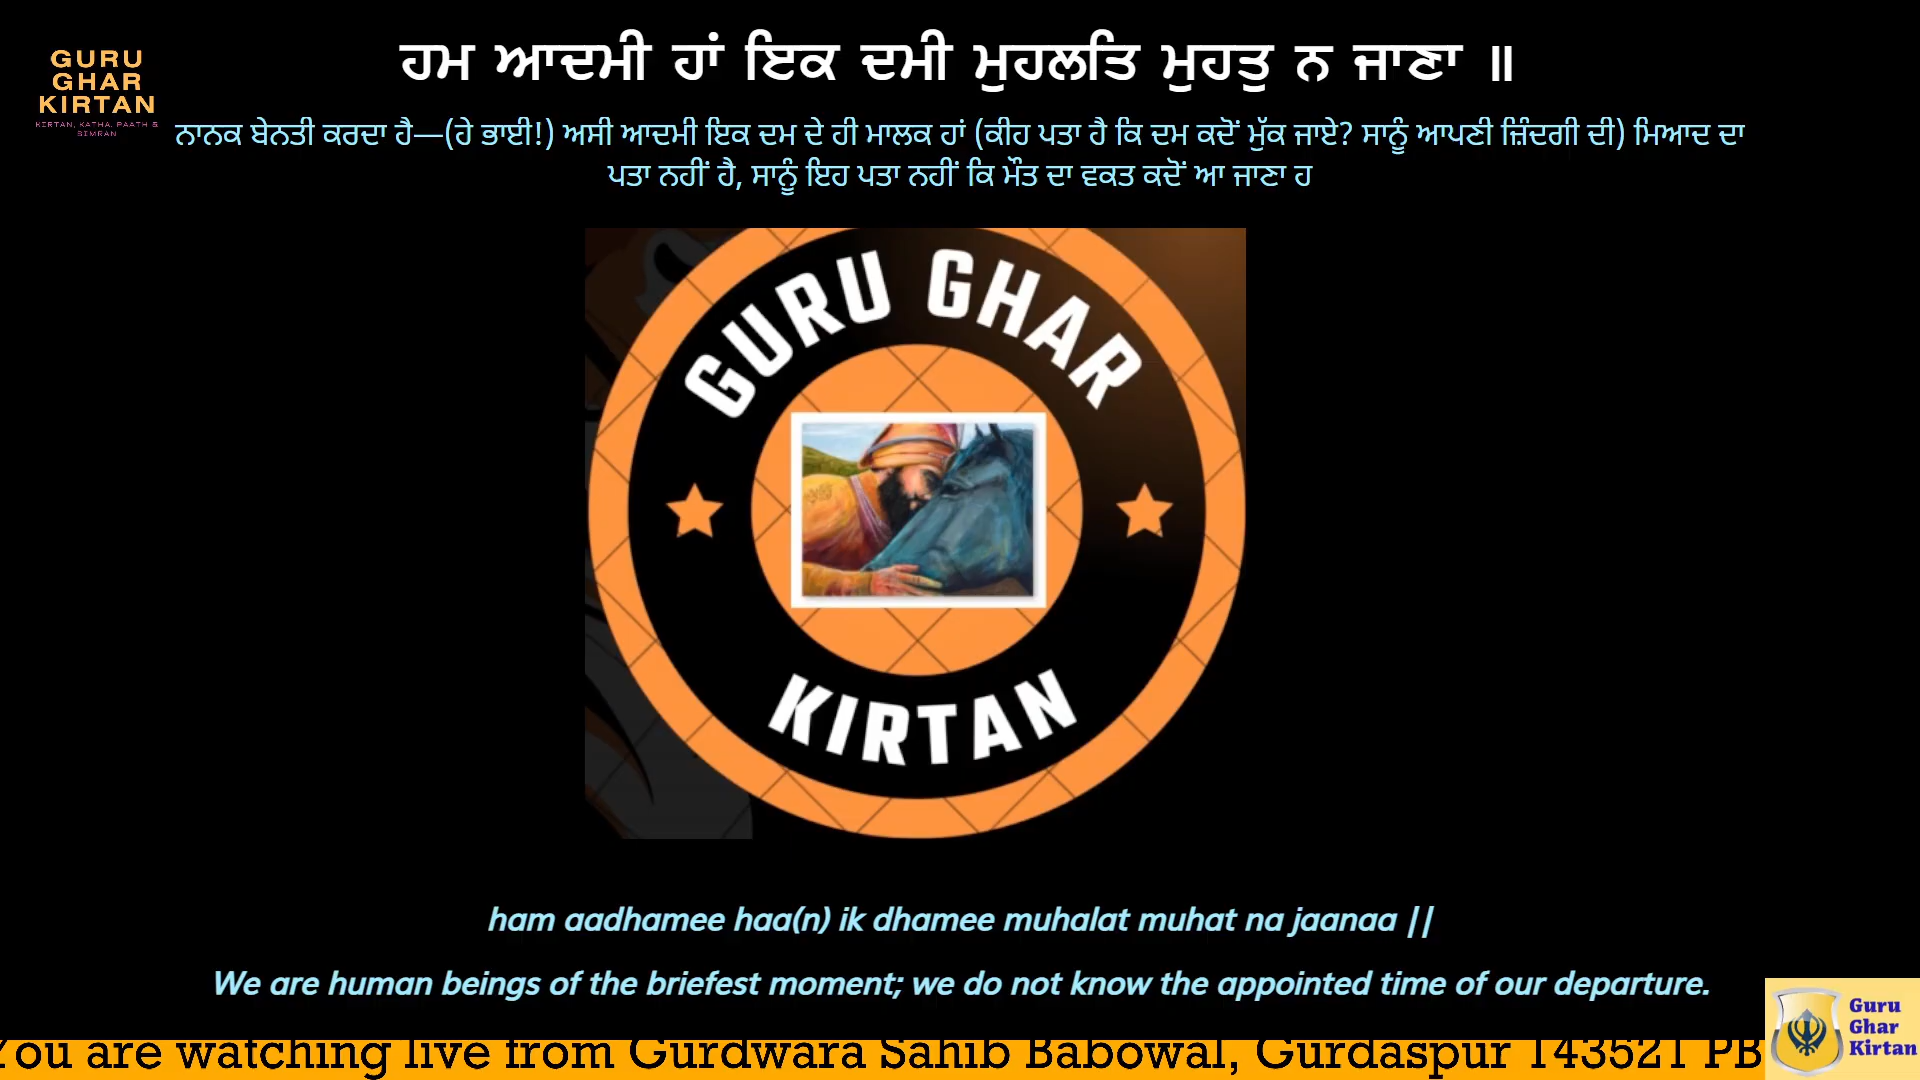 GURU
GHAR
KIRTAN
KIRTAN, KATHA, PAATH &
SIMRAN
ਹਮ ਆਦਮੀ ਹਾਂ ਇਕ ਦਮੀ ਮੁਹਲਤਿ ਮੁਹਤੁ ਨ ਜਾਣਾ ॥
ਨਾਨਕ ਬੇਨਤੀ ਕਰਦਾ ਹੈ—(ਹੇ ਭਾਈ!) ਅਸੀ ਆਦਮੀ ਇਕ ਦਮ ਦੇ ਹੀ ਮਾਲਕ ਹਾਂ (ਕੀਹ ਪਤਾ ਹੈ ਕਿ ਦਮ ਕਦੋਂ ਮੁੱਕ ਜਾਏ? ਸਾਨੂੰ ਆਪਣੀ ਜ਼ਿੰਦਗੀ ਦੀ) ਮਿਆਦ ਦਾ
ਪਤਾ ਨਹੀਂ ਹੈ, ਸਾਨੂੰ ਇਹ ਪਤਾ ਨਹੀਂ ਕਿ ਮੌਤ ਦਾ ਵਕਤ ਕਦੋਂ ਆ ਜਾਣਾ ਹ
GURU GHAR
KIRTAN
ham aadhamee haa(n) ik dhamee muhalat muhat na jaanaa ||
We are human beings of the briefest moment; we do not know the appointed time of our departure.
You are watching live from Gurdwara Sahib Babowal, Gurdaspur 143521 PB
Guru
Ghar
Kirtan